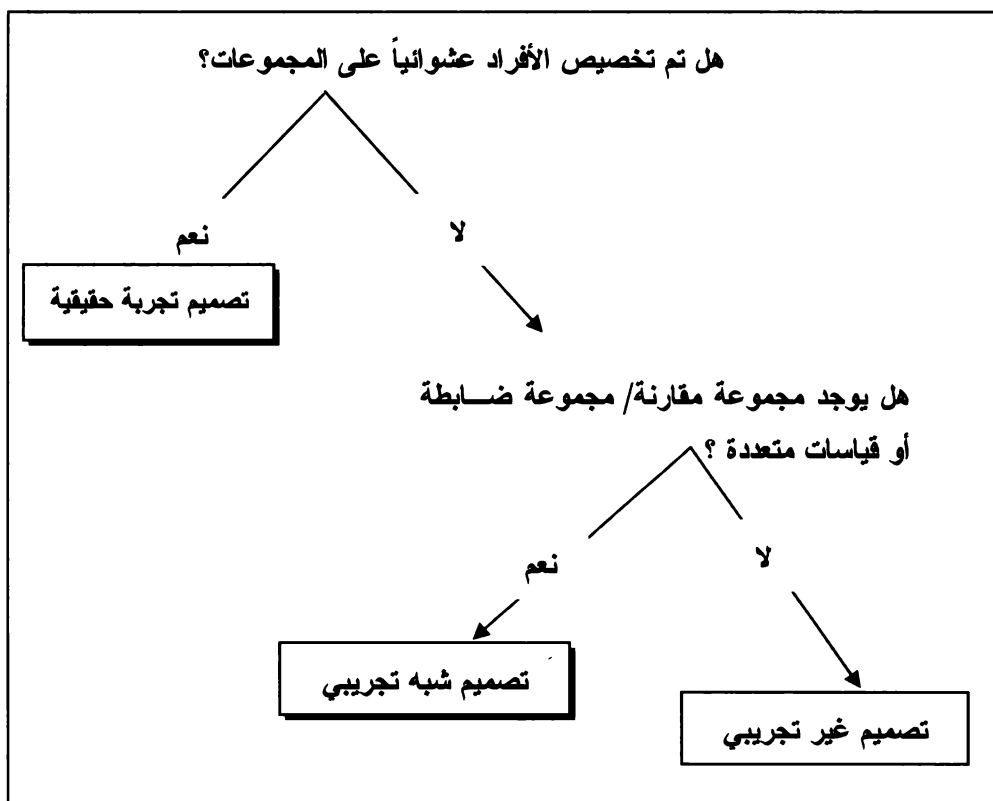 هل تم تخصيص الأفراد عشوائياً على المجموعات؟
نعم
لا
تصميم تجربة حقيقية
هل يوجد مجموعة مقارنة/ مجموعة ضـــابطة
أو قياسات متعددة ؟
نعم
لا
تصميم شبه تجريبي
تصميم غير تجريبي